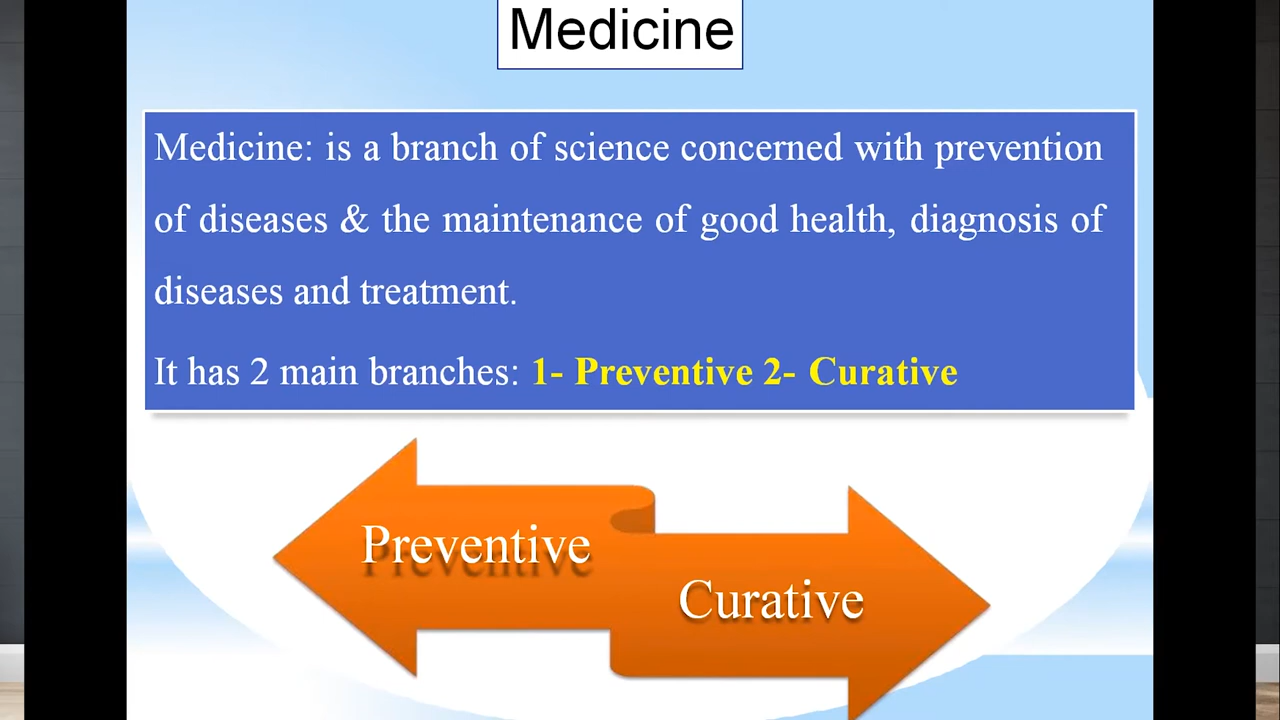 Medicine
Medicine: is a branch of science concerned with prevention
of diseases & the maintenance of good health, diagnosis of
diseases and treatment.
It has 2 main branches: 1- Preventive 2- Curative
Preventive
Curative